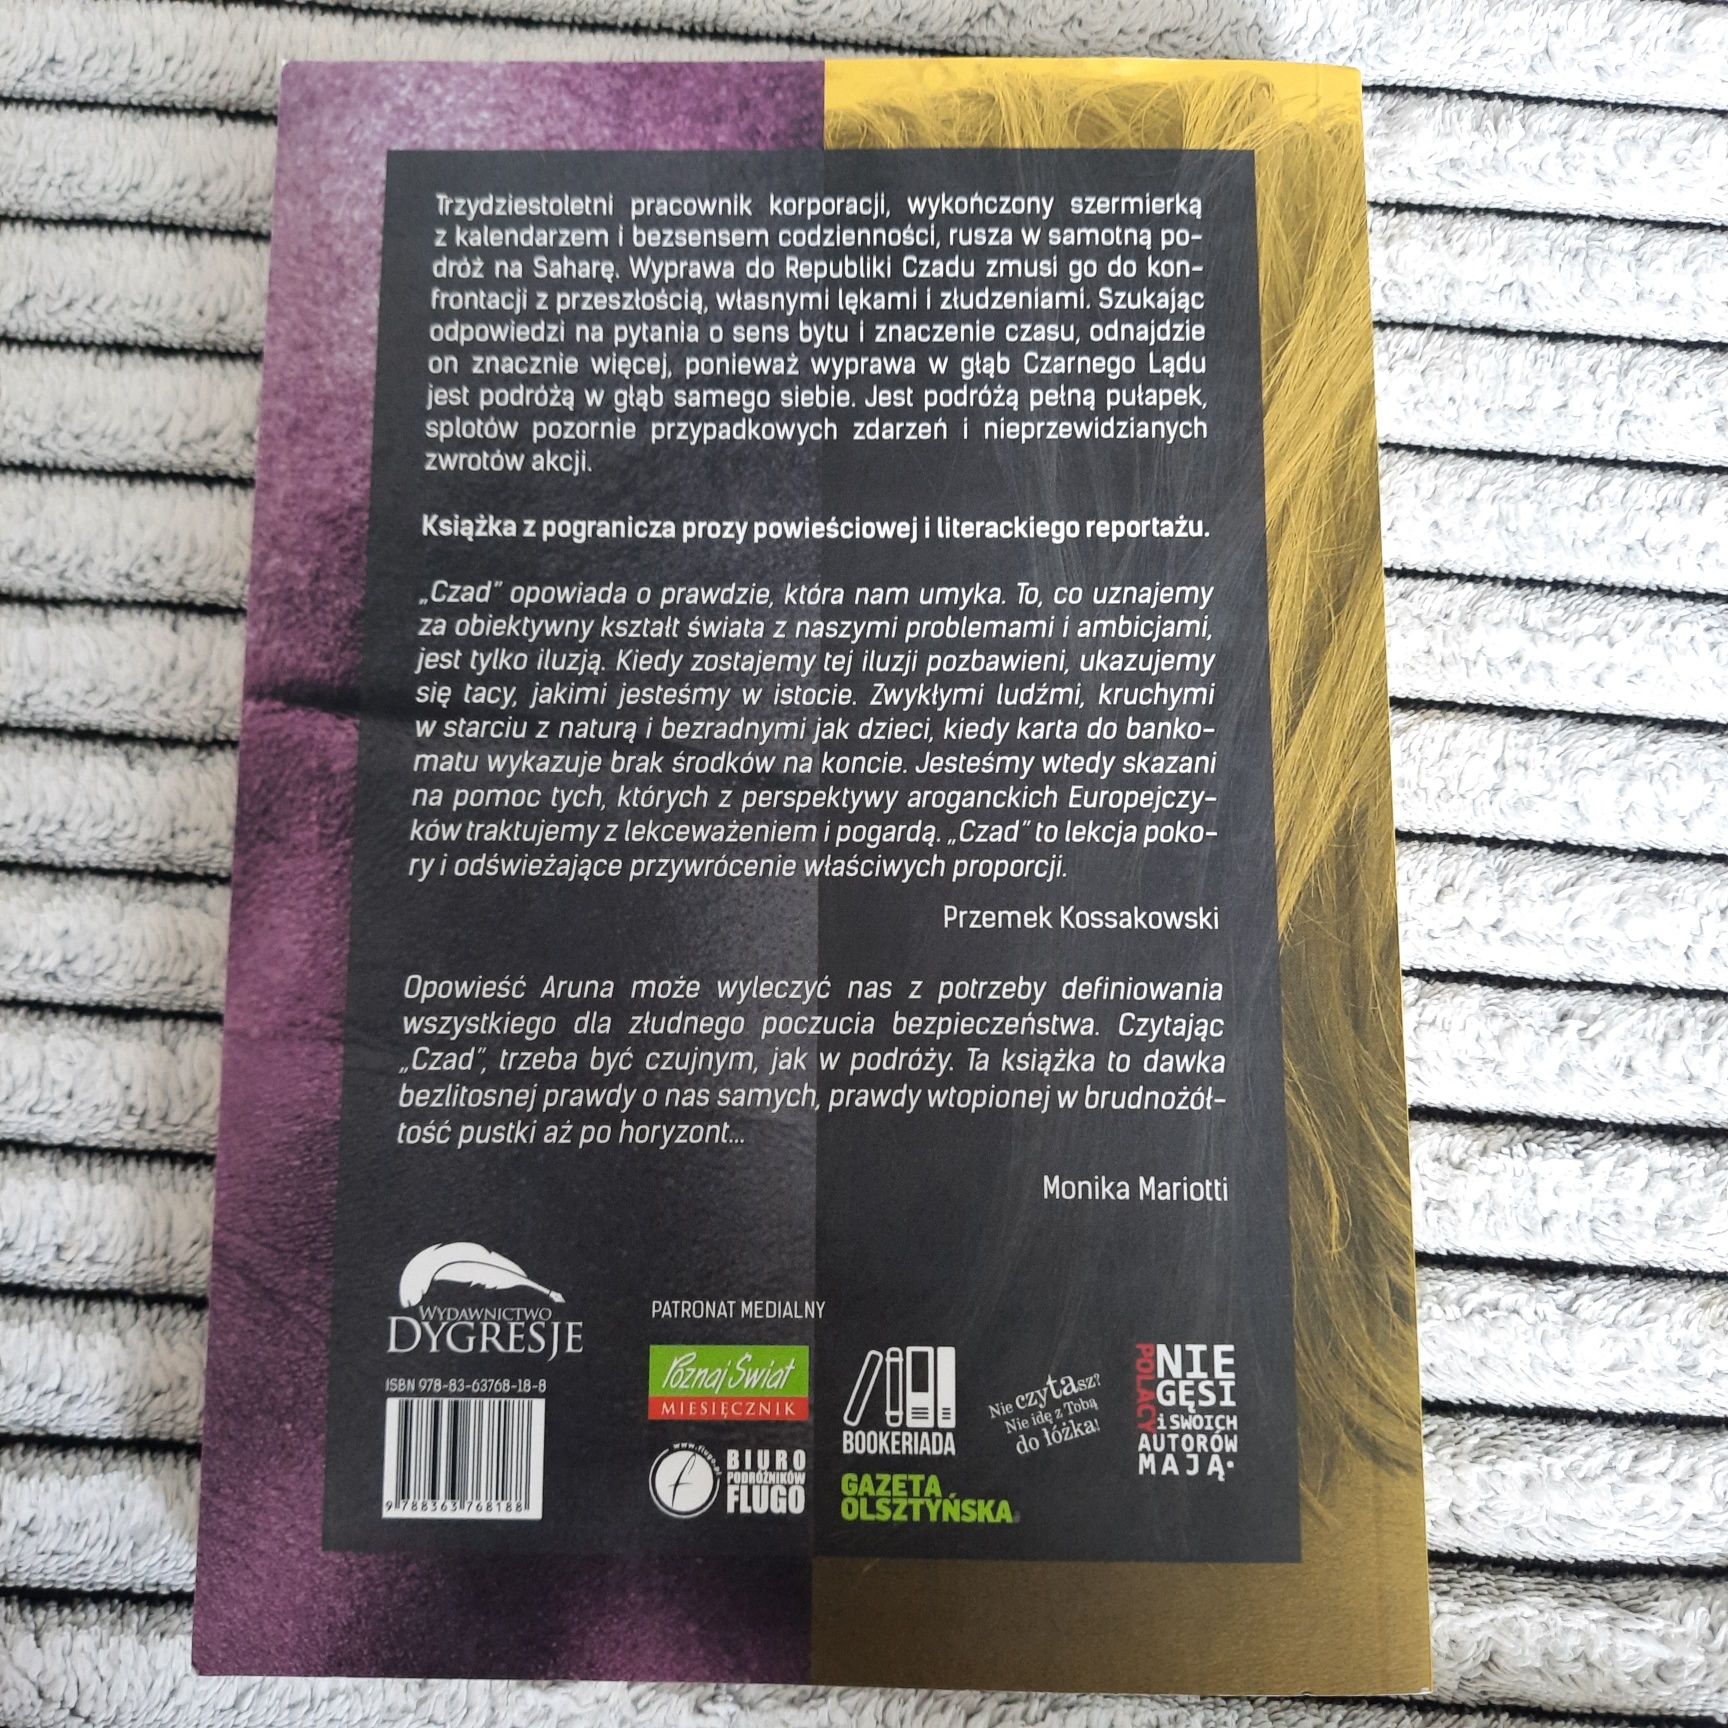 Trzydziestoletni pracownik korporacji, wykończony szermierką
z kalendarzem i bezsensem codzienności, rusza w samotną po-
dróż na Saharę. Wyprawa do Republiki Czadu zmusi go do kon-
frontacji z przeszłością, własnymi lękami i złudzeniami. Szukając
odpowiedzi na pytania o sens bytu i znaczenie czasu, odnajdzie
on znacznie więcej, ponieważ wyprawa w głąb Czarnego Lądu
jest podróżą w głąb samego siebie. Jest podróżą pełną pułapek,
splotów pozornie przypadkowych zdarzeń i nieprzewidzianych
zwrotów akcji.
Książka z pogranicza prozy powieściowej i literackiego reportażu.
„Czad” opowiada o prawdzie, która nam umyka. To, co uznajemy
za obiektywny kształt świata z naszymi problemami i ambicjami,
jest tylko iluzją. Kiedy zostajemy tej iluzji pozbawieni, ukazujemy
się tacy, jakimi jesteśmy w istocie. Zwykłymi ludźmi, kruchymi
w starciu z naturą i bezradnymi jak dzieci, kiedy karta do banko-
matu wykazuje brak środków na koncie. Jesteśmy wtedy skazani
na pomoc tych, których z perspektywy aroganckich Europejczy-
ków traktujemy z lekceważeniem i pogardą. „Czad” to lekcja poko-
ry i odświeżające przywrócenie właściwych proporcji.
Przemek Kossakowski
Opowieść Aruna może wyleczyć nas z potrzeby definiowania
wszystkiego dla złudnego poczucia bezpieczeństwa. Czytając
„Czad”, trzeba być czujnym, jak w podróży. Ta książka to dawka
bezlitosnej prawdy o nas samych, prawdy wtopionej w brudnożół-
tość pustki aż po horyzont...
Monika Mariotti
WYDAWNICTWO
DYGRESJE
ISBN 978-83-63768-18-8
9 788363 768188
PATRONAT MEDIALNY
Poznaj Świat
MIESIĘCZNIK
www.flugo.pl
BIURO
PODRÓŻNIKÓW
FLUGO
BOOKERIADA
GAZETA
OLSZTYŃSKA
Nie czytasz?
Nie idę z Tobą
do łóżka!
POLACY
NIE
GĘSI
i SWOICH
AUTORÓW
MAJĄ